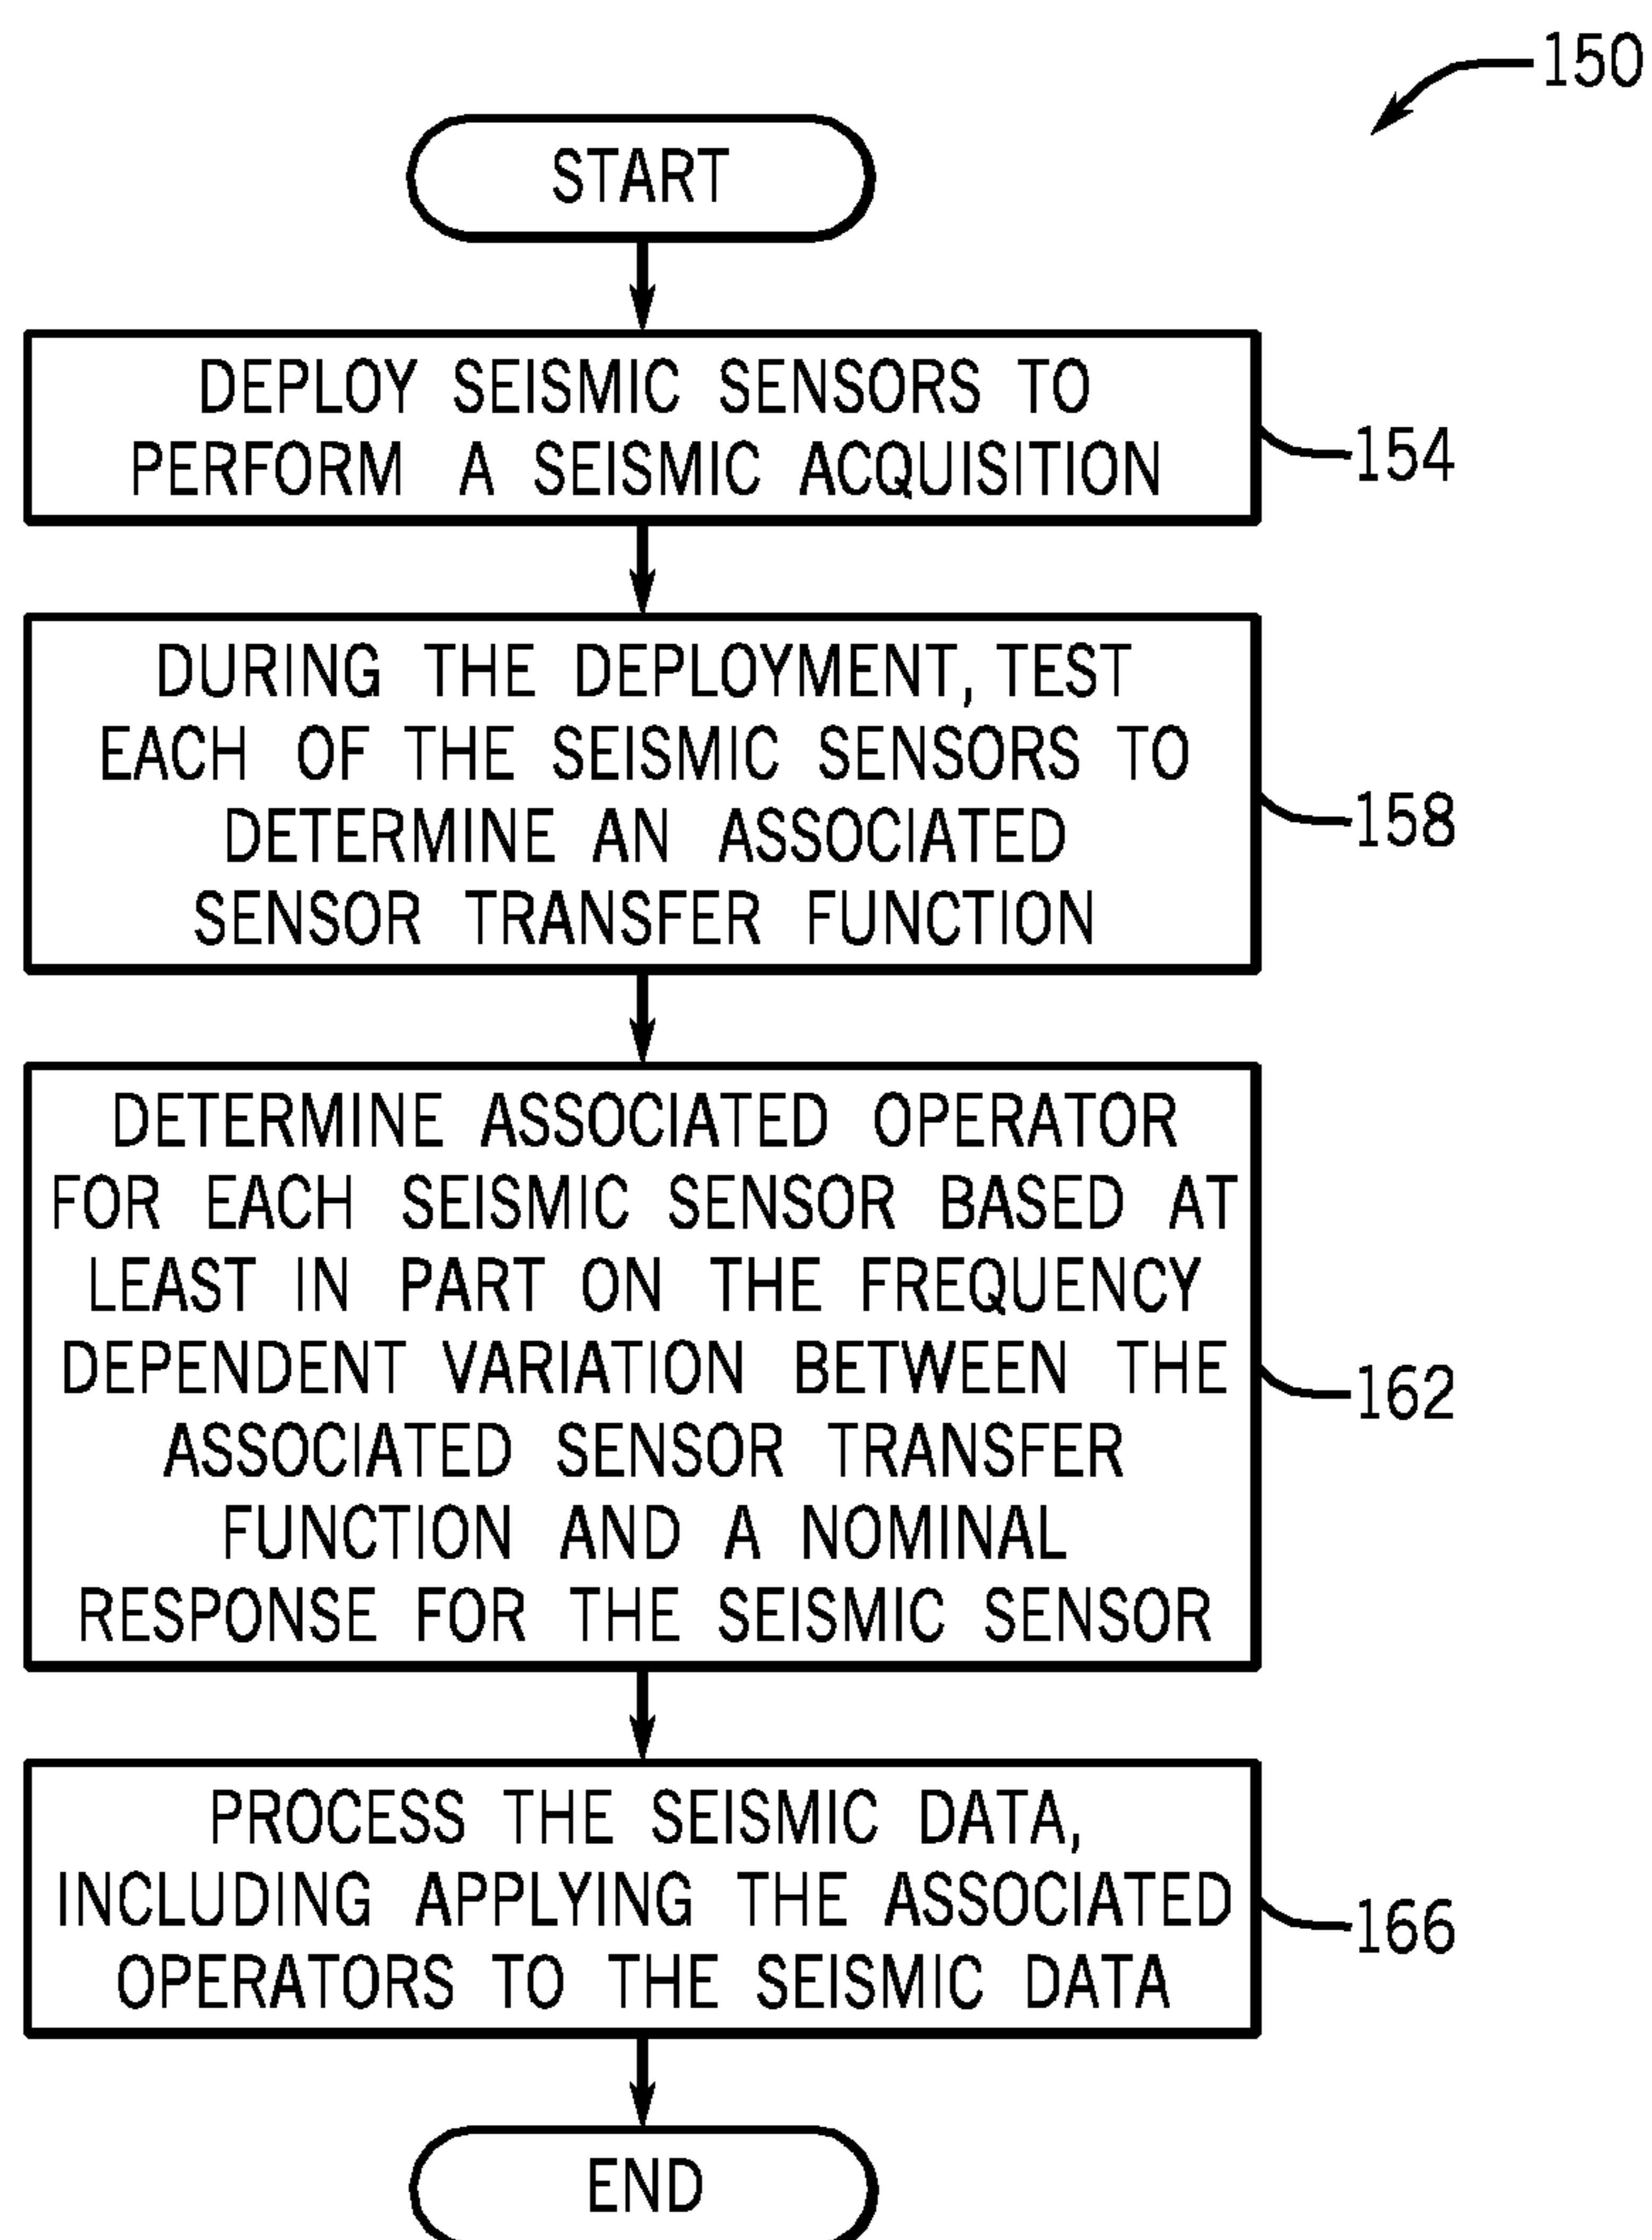 150
START
DEPLOY SEISMIC SENSORS TO
PERFORM A SEISMIC ACQUISITION
154
DURING THE DEPLOYMENT, TEST
EACH OF THE SEISMIC SENSORS TO
DETERMINE AN ASSOCIATED
SENSOR TRANSFER FUNCTION
158
DETERMINE ASSOCIATED OPERATOR
FOR EACH SEISMIC SENSOR BASED AT
LEAST IN PART ON THE FREQUENCY
DEPENDENT VARIATION BETWEEN THE
ASSOCIATED SENSOR TRANSFER
FUNCTION AND A NOMINAL
RESPONSE FOR THE SEISMIC SENSOR
162
PROCESS THE SEISMIC DATA,
INCLUDING APPLYING THE ASSOCIATED
OPERATORS TO THE SEISMIC DATA
166
END